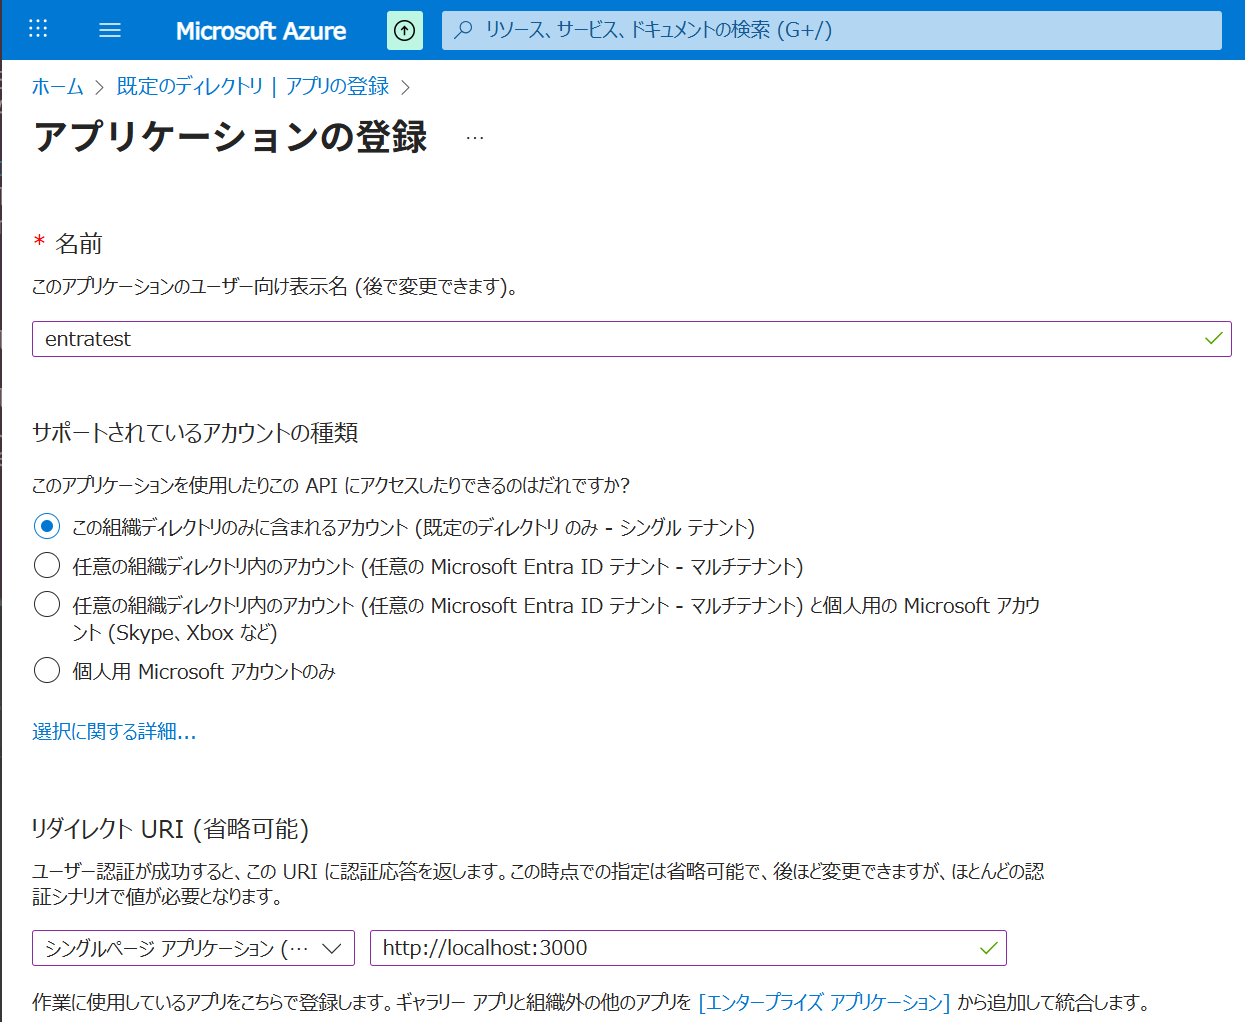 Microsoft Azure
リソース、サービス、ドキュメントの検索 (G+/)
ホーム > 既定のディレクトリ | アプリの登録 >
アプリケーションの登録 …
* 名前
このアプリケーションのユーザー向け表示名 (後で変更できます)。
entratest
サポートされているアカウントの種類
このアプリケーションを使用したりこの API にアクセスしたりできるのはだれですか?
この組織ディレクトリのみに含まれるアカウント (既定のディレクトリ のみ - シングル テナント)
任意の組織ディレクトリ内のアカウント (任意の Microsoft Entra ID テナント - マルチテナント)
任意の組織ディレクトリ内のアカウント (任意の Microsoft Entra ID テナント - マルチテナント) と個人用の Microsoft アカウ
ント (Skype、Xbox など)
個人用 Microsoft アカウントのみ
選択に関する詳細...
リダイレクト URI (省略可能)
ユーザー認証が成功すると、この URI に認証応答を返します。この時点での指定は省略可能で、後ほど変更できますが、ほとんどの認
証シナリオで値が必要となります。
シングルページ アプリケーション (…
http://localhost:3000
作業に使用しているアプリをこちらで登録します。ギャラリー アプリと組織外の他のアプリを [エンタープライズ アプリケーション] から追加して統合します。